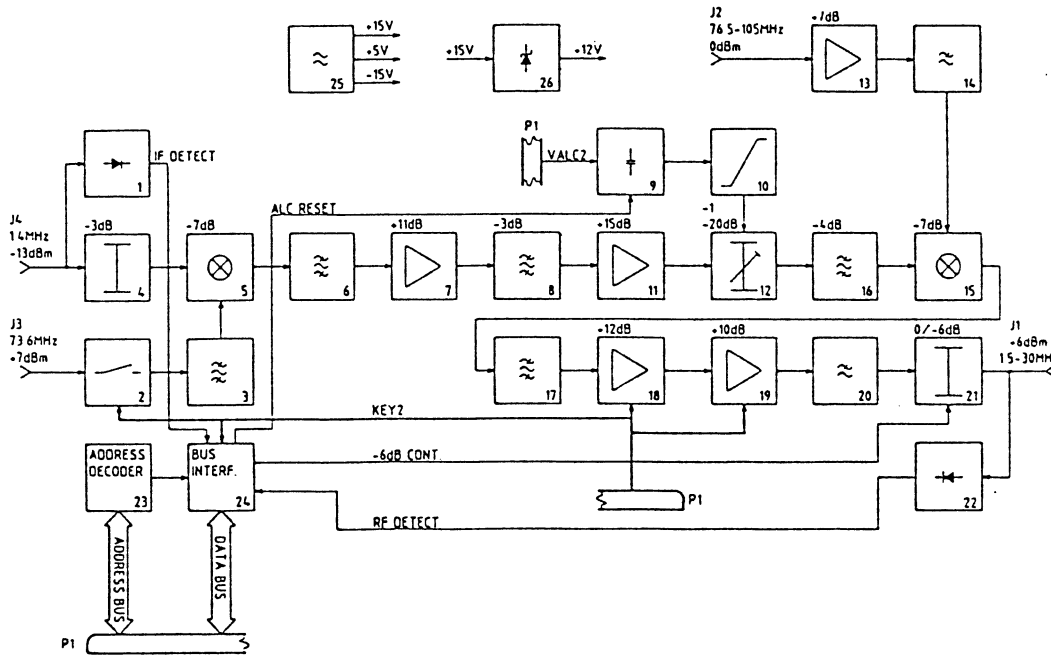 J2
76.5-105MHz
0dBm
+7dB
13
14
+15V
+5V
-15V
25
+15V
+12V
26
P1
VALC2
9
10
IF DETECT
1
ALC RESET
J4
1.4MHz
-13dBm
-3dB
4
-7dB
5
6
+11dB
7
-3dB
8
+15dB
11
-1
-20dB
12
-4dB
16
-7dB
15
J3
73.6MHz
+7dBm
2
3
17
+12dB
18
+10dB
19
20
0/-6dB
21
J1
+6dBm
1.5-30MH
KEY2
ADDRESS
DECODER
23
BUS
INTERF.
24
-6dB CONT.
P1
22
RF DETECT
ADDRESS BUS
DATA BUS
P1